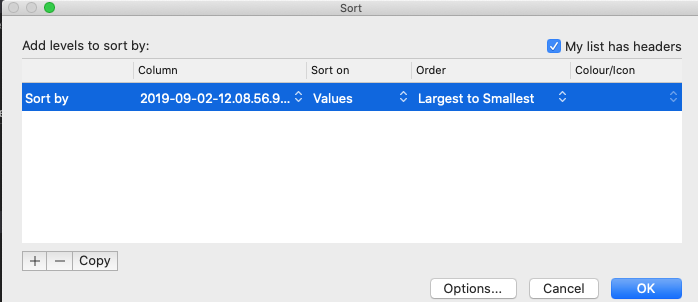 Sort
Add levels to sort by:
My list has headers
Column Sort on Order Colour/Icon
Sort by 2019-09-02-12.08.56.9... Values Largest to Smallest
+ − Copy
Options... Cancel OK